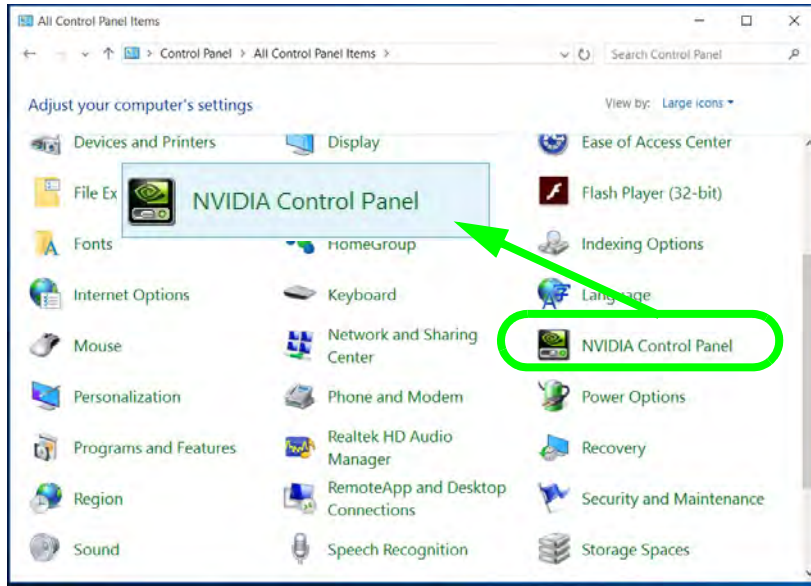 All Control Panel Items
Control Panel > All Control Panel Items >
Search Control Panel
Adjust your computer's settings
View by: Large icons
Devices and Printers
Display
Ease of Access Center
File Ex
NVIDIA Control Panel
Flash Player (32-bit)
Fonts
HomeGroup
Indexing Options
Internet Options
Keyboard
Language
Mouse
Network and Sharing
Center
NVIDIA Control Panel
Personalization
Phone and Modem
Power Options
Programs and Features
Realtek HD Audio
Manager
Recovery
Region
RemoteApp and Desktop
Connections
Security and Maintenance
Sound
Speech Recognition
Storage Spaces